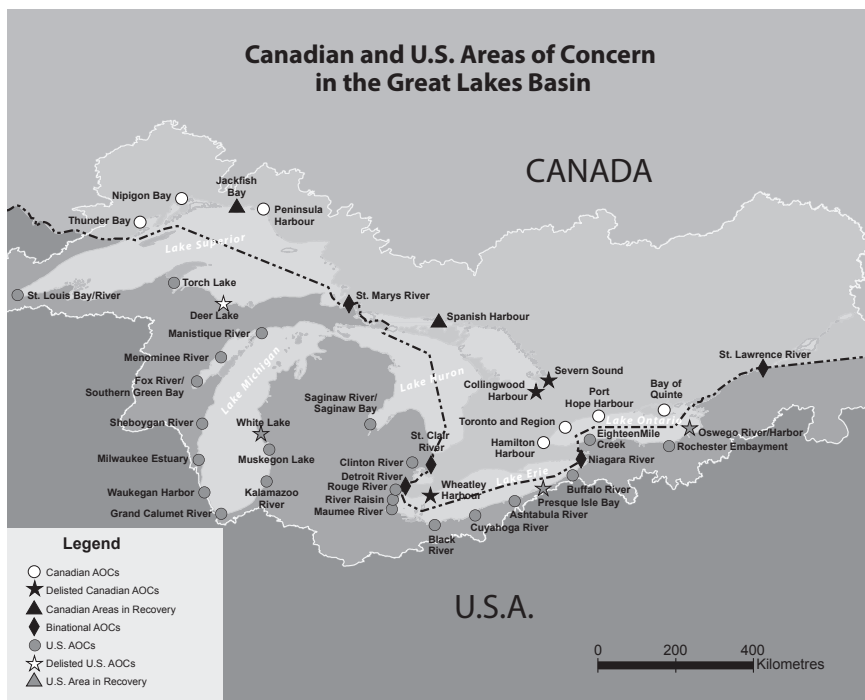 Canadian and U.S. Areas of Concern
in the Great Lakes Basin
CANADA
Jackfish
Bay
Nipigon Bay
Peninsula
Harbour
Thunder Bay
Lake Superior
Torch Lake
St. Louis Bay/River
St. Marys River
Deer Lake
Spanish Harbour
Manistique River
Menominee River
St. Lawrence River
Severn Sound
Fox River/
Southern Green Bay
Lake Michigan
Lake Huron
Collingwood
Harbour
Bay of
Quinte
Port
Hope Harbour
Saginaw River/
Saginaw Bay
Sheboygan River
White Lake
Toronto and Region
Lake Ontario
Oswego River/Harbor
St. Clair
River
Hamilton
Harbour
EighteenMile
Creek
Rochester Embayment
Milwaukee Estuary
Muskegon Lake
Clinton River
Niagara River
Detroit River
Lake Erie
Waukegan Harbor
Kalamazoo
River
Rouge River
Wheatley
Harbour
Buffalo River
River Raisin
Presque Isle Bay
Maumee River
Grand Calumet River
Ashtabula River
Cuyahoga River
Black
River
Legend
Canadian AOCs
Delisted Canadian AOCs
Canadian Areas in Recovery
Binational AOCs
U.S. AOCs
Delisted U.S. AOCs
U.S. Area in Recovery
U.S.A.
0 200 400
Kilometres